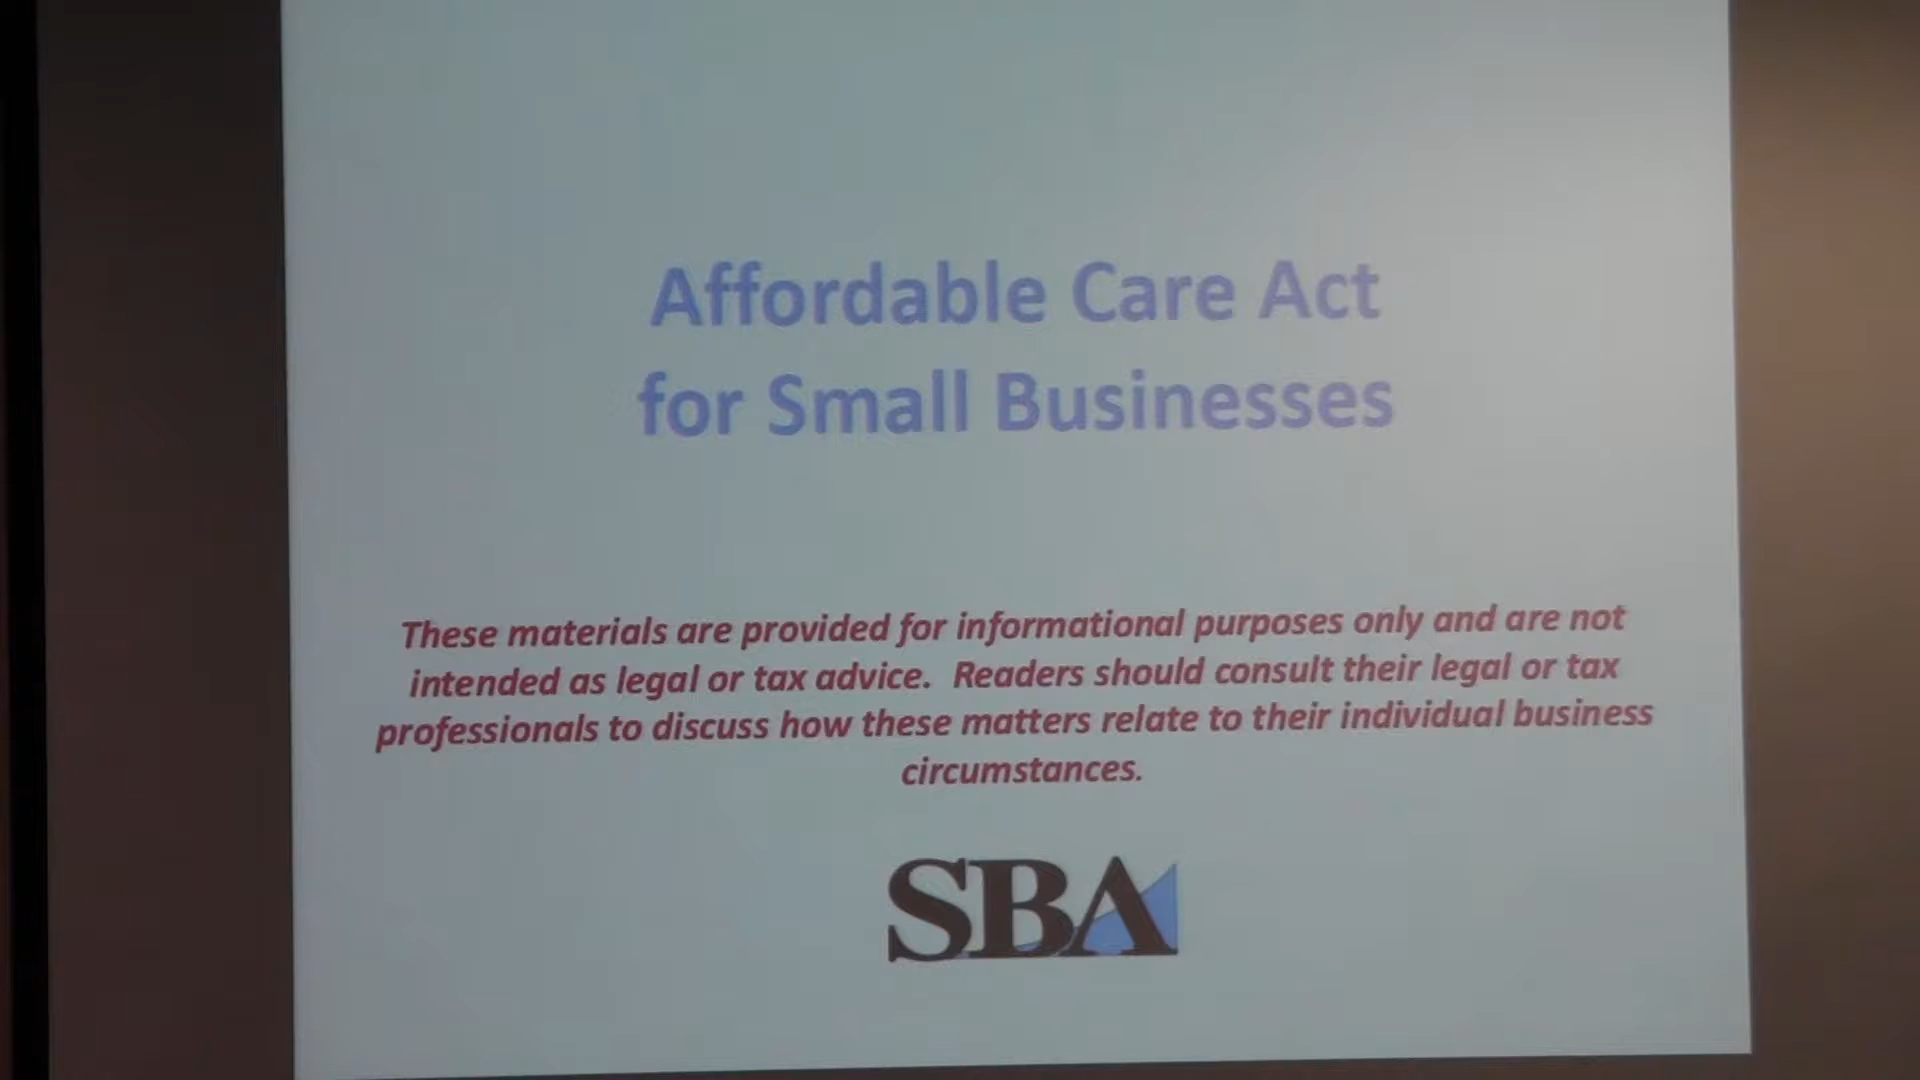 Affordable Care Act
for Small Businesses
These materials are provided for informational purposes only and are not
intended as legal or tax advice.  Readers should consult their legal or tax
professionals to discuss how these matters relate to their individual business
circumstances.
SBA